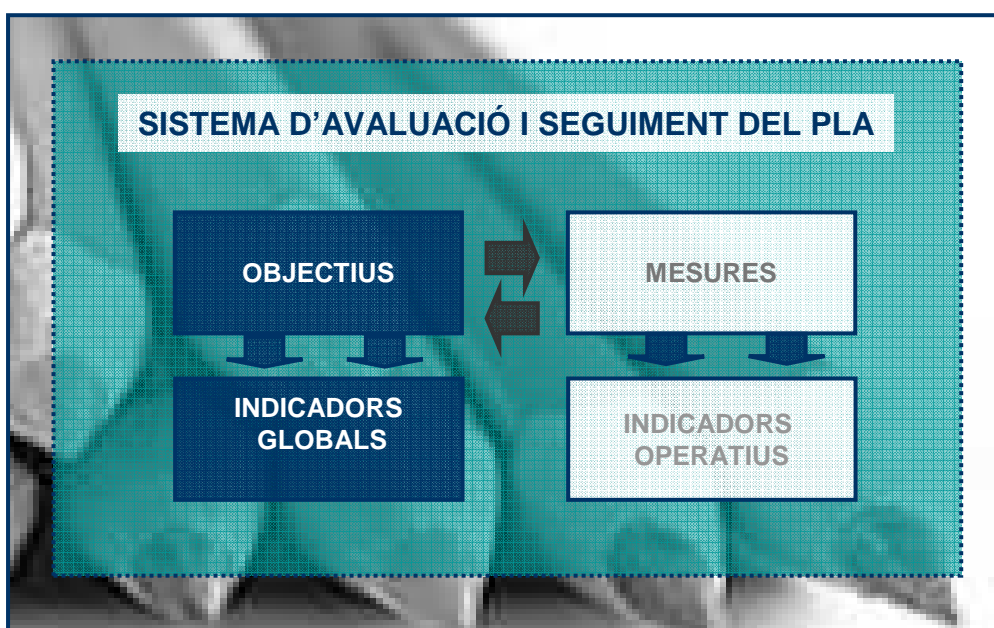 SISTEMA D’AVALUACIÓ I SEGUIMENT DEL PLA
OBJECTIUS
MESURES
INDICADORS
GLOBALS
INDICADORS
OPERATIUS